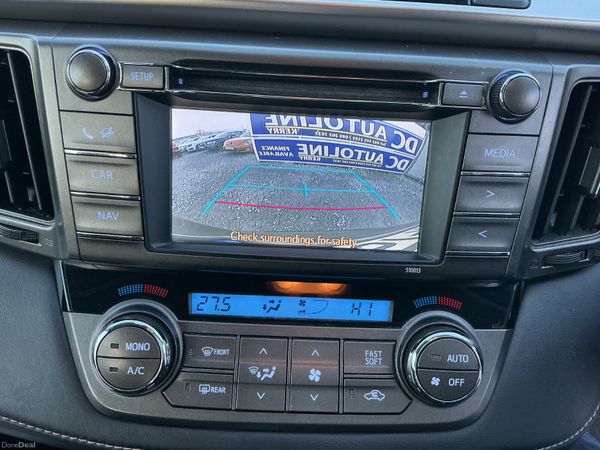 SETUP
DC AUTOLINE
KERRY
FINANCE
DC AUTOLINE
AVAILABLE
KERRY
CAR
NAV
MEDIA
>
<
Check surroundings for safety.
510013
27.5
141
MONO
A/C
FRONT
REAR
FAST
SOFT
AUTO
OFF
DoneDeal